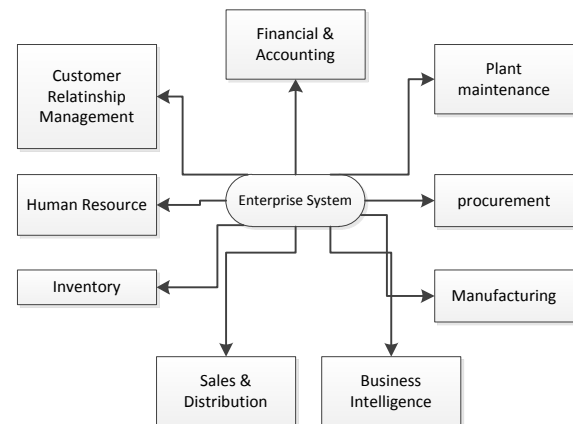 Financial &
Accounting
Customer
Relatinship
Management
Plant
maintenance
Human Resource
Enterprise System
procurement
Inventory
Manufacturing
Sales &
Distribution
Business
Intelligence